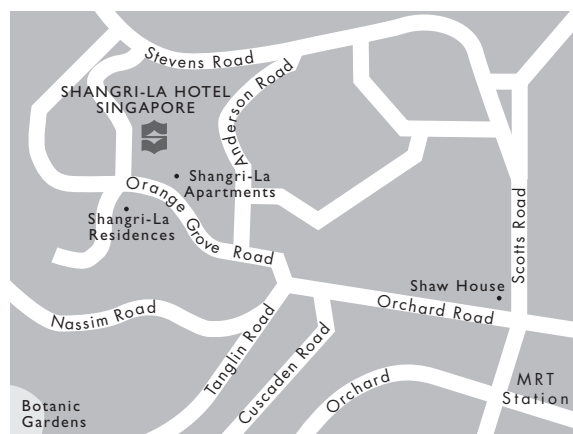 Stevens Road
SHANGRI-LA HOTEL
SINGAPORE
Anderson Road
Shangri-La
Apartments
Orange Grove Road
Shangri-La
Residences
Scotts Road
Shaw House
Orchard Road
Nassim Road
Tanglin Road
Cuscaden Road
Orchard
MRT
Station
Botanic
Gardens